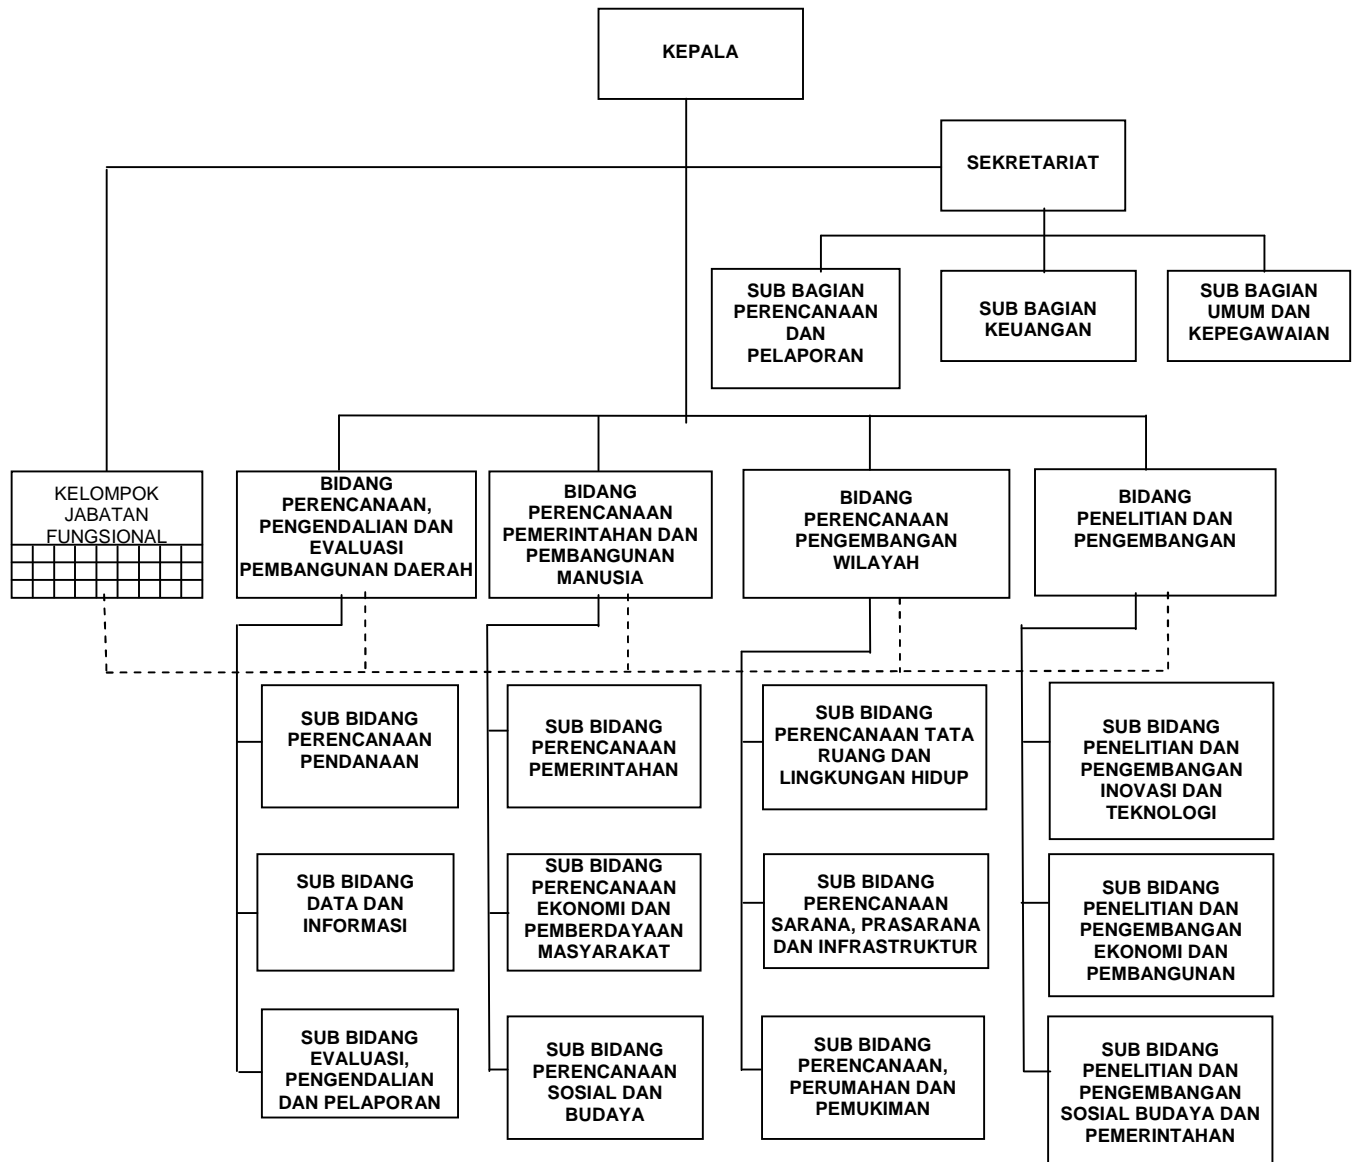 KEPALA
SEKRETARIAT
SUB BAGIAN
PERENCANAAN
DAN
PELAPORAN
SUB BAGIAN
KEUANGAN
SUB BAGIAN
UMUM DAN
KEPEGAWAIAN
KELOMPOK
JABATAN
FUNGSIONAL
BIDANG
PERENCANAAN,
PENGENDALIAN DAN
EVALUASI
PEMBANGUNAN DAERAH
BIDANG
PERENCANAAN
PEMERINTAHAN DAN
PEMBANGUNAN
MANUSIA
BIDANG
PERENCANAAN
PENGEMBANGAN
WILAYAH
BIDANG
PENELITIAN DAN
PENGEMBANGAN
SUB BIDANG
PERENCANAAN
PENDANAAN
SUB BIDANG
PERENCANAAN
PEMERINTAHAN
SUB BIDANG
PERENCANAAN TATA
RUANG DAN
LINGKUNGAN HIDUP
SUB BIDANG
PENELITIAN DAN
PENGEMBANGAN
INOVASI DAN
TEKNOLOGI
SUB BIDANG
DATA DAN
INFORMASI
SUB BIDANG
PERENCANAAN
EKONOMI DAN
PEMBERDAYAAN
MASYARAKAT
SUB BIDANG
PERENCANAAN
SARANA, PRASARANA
DAN INFRASTRUKTUR
SUB BIDANG
PENELITIAN DAN
PENGEMBANGAN
EKONOMI DAN
PEMBANGUNAN
SUB BIDANG
EVALUASI,
PENGENDALIAN
DAN PELAPORAN
SUB BIDANG
PERENCANAAN
SOSIAL DAN
BUDAYA
SUB BIDANG
PERENCANAAN,
PERUMAHAN DAN
PEMUKIMAN
SUB BIDANG
PENELITIAN DAN
PENGEMBANGAN
SOSIAL BUDAYA DAN
PEMERINTAHAN